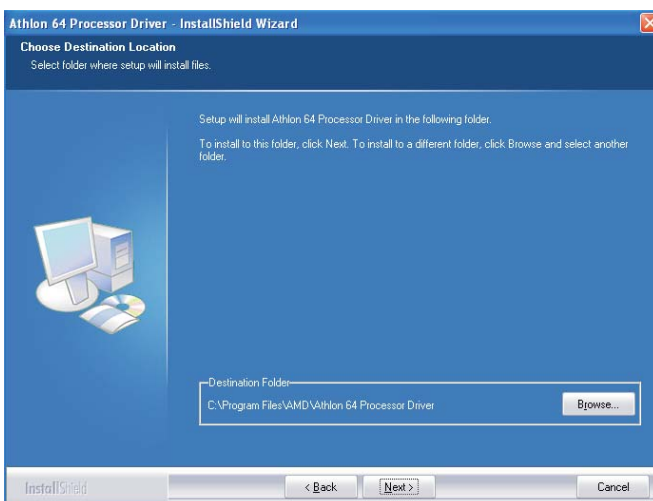 Athlon 64 Processor Driver - InstallShield Wizard
Choose Destination Location
Select folder where setup will install files.
Setup will install Athlon 64 Processor Driver in the following folder.
To install to this folder, click Next. To install to a different folder, click Browse and select another
folder.
Destination Folder
C:\Program Files\AMD\Athlon 64 Processor Driver
Browse...
InstallShield
< Back
Next >
Cancel